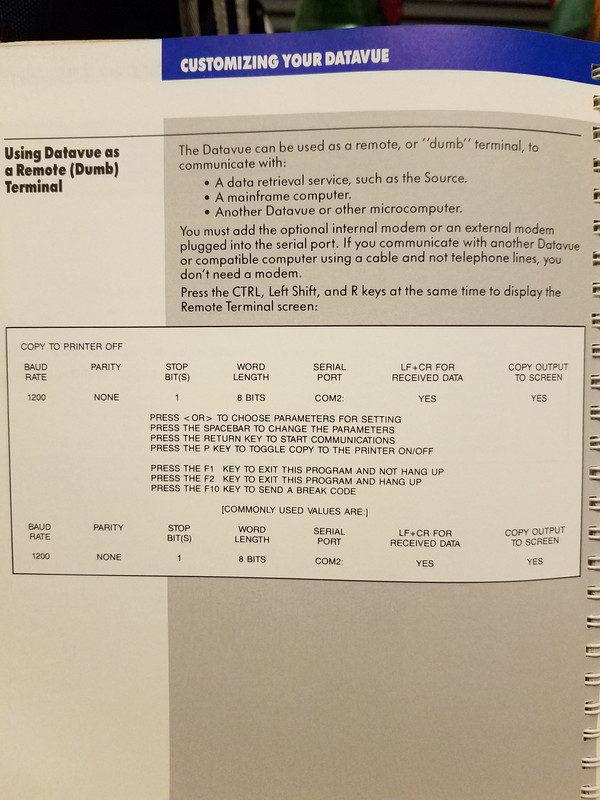 CUSTOMIZING YOUR DATAVUE
Using Datavue as
a Remote (Dumb)
Terminal
The Datavue can be used as a remote, or ''dumb'' terminal, to
communicate with:
• A data retrieval service, such as the Source.
• A mainframe computer.
• Another Datavue or other microcomputer.
You must add the optional internal modem or an external modem
plugged into the serial port. If you communicate with another Datavue
or compatible computer using a cable and not telephone lines, you
don't need a modem.
Press the CTRL, Left Shift, and R keys at the same time to display the
Remote Terminal screen:
COPY TO PRINTER OFF
BAUD PARITY STOP WORD SERIAL LF+CR FOR COPY OUTPUT
RATE BIT(S) LENGTH PORT RECEIVED DATA TO SCREEN
1200 NONE 1 8 BITS COM2: YES YES
PRESS <OR> TO CHOOSE PARAMETERS FOR SETTING
PRESS THE SPACEBAR TO CHANGE THE PARAMETERS
PRESS THE RETURN KEY TO START COMMUNICATIONS
PRESS THE P KEY TO TOGGLE COPY TO THE PRINTER ON/OFF
PRESS THE F1 KEY TO EXIT THIS PROGRAM AND NOT HANG UP
PRESS THE F2 KEY TO EXIT THIS PROGRAM AND HANG UP
PRESS THE F10 KEY TO SEND A BREAK CODE
[COMMONLY USED VALUES ARE:]
BAUD PARITY STOP WORD SERIAL LF+CR FOR COPY OUTPUT
RATE BIT(S) LENGTH PORT RECEIVED DATA TO SCREEN
1200 NONE 1 8 BITS COM2: YES YES